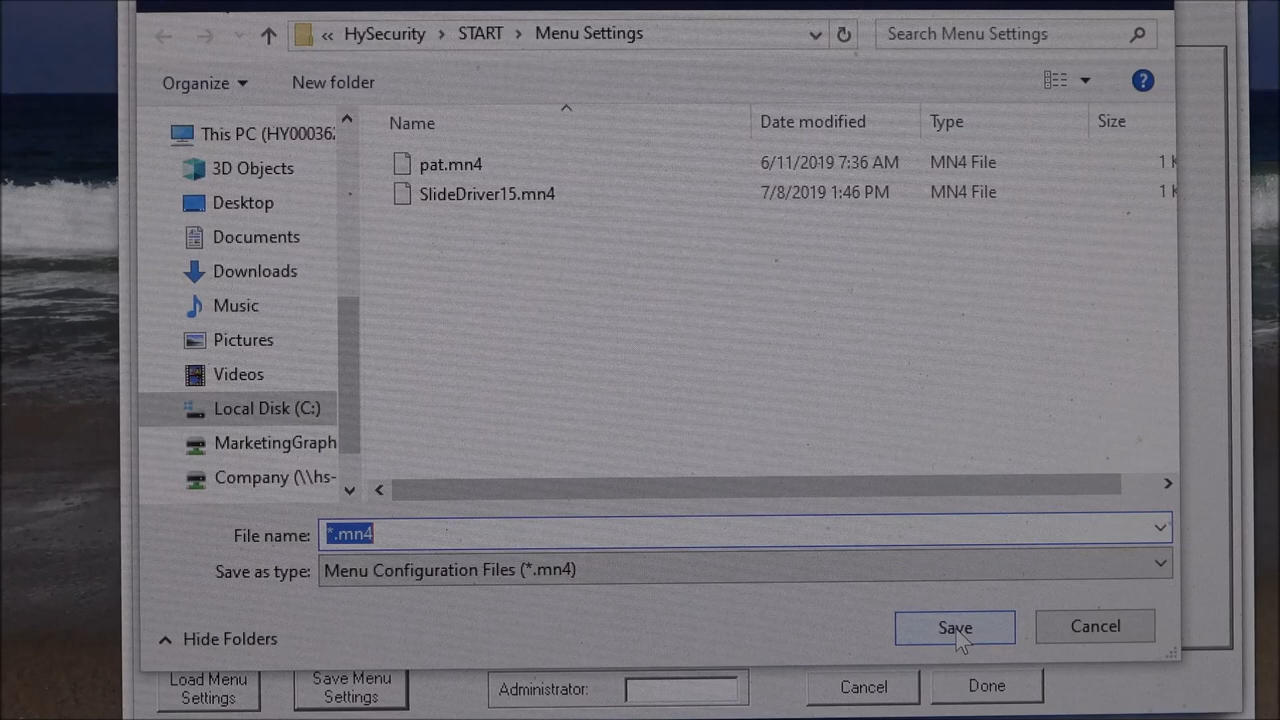 « HySecurity › START › Menu Settings
Search Menu Settings
Organize
New folder
?
Name
Date modified
Type
Size
This PC (HY00036
3D Objects
Desktop
Documents
Downloads
Music
Pictures
Videos
Local Disk (C:)
MarketingGraph
Company (\\hs-
pat.mn4
6/11/2019 7:36 AM
MN4 File
1 K
SlideDriver15.mn4
7/8/2019 1:46 PM
MN4 File
1 K
File name:
*.mn4
Save as type:
Menu Configuration Files (*.mn4)
Hide Folders
Save
Cancel
Load Menu
Settings
Save Menu
Settings
Administrator:
Cancel
Done